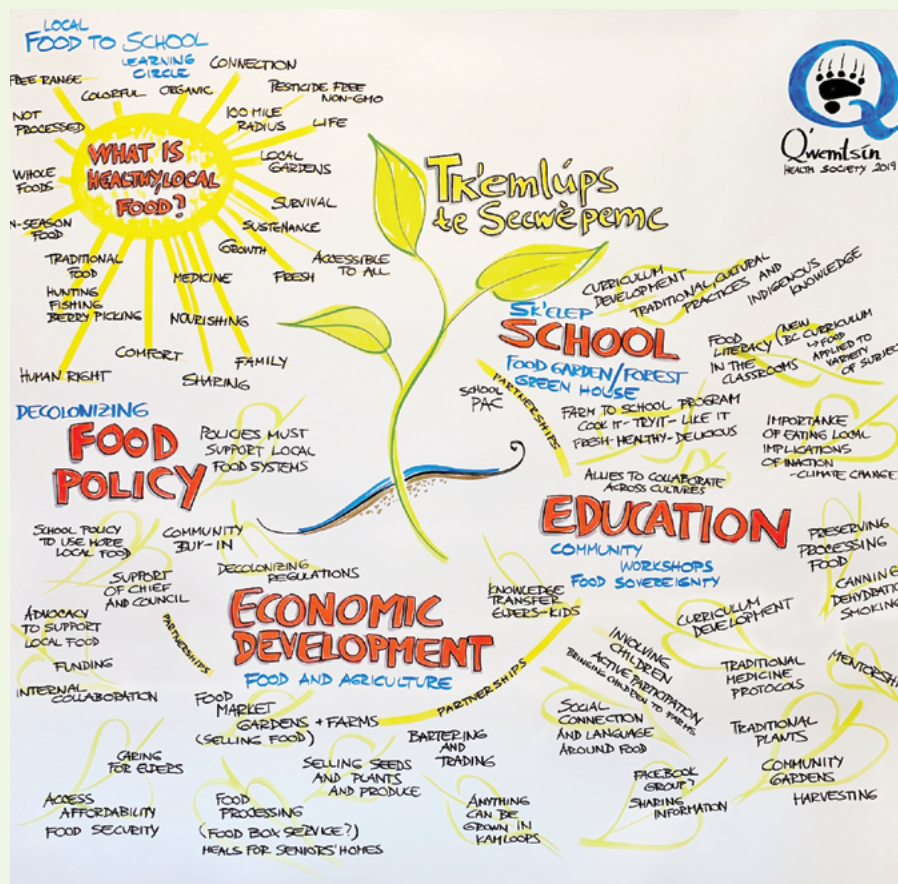 LOCAL
FOOD TO SCHOOL
LEARNING
CIRCLE
FREE RANGE
COLORFUL
ORGANIC
CONNECTION
PESTICIDE FREE
NON-GMO
NOT
PROCESSED
100 MILE
RADIUS
LIFE
WHAT IS
HEALTHY, LOCAL
FOOD?
LOCAL
GARDENS
WHOLE
FOODS
SURVIVAL
N-SEASON
FOOD
SUSTENANCE
GROWTH
ACCESSIBLE
TO ALL
TRADITIONAL
FOOD
MEDICINE
FRESH
HUNTING
FISHING
BERRY PICKING
NOURISHING
COMFORT
FAMILY
HUMAN RIGHT
SHARING
Tk'emlúps
te Secwèpemc
Q
Q'wemtsín
HEALTH SOCIETY 2019
SK'ELEP
SCHOOL
FOOD GARDEN/FOREST
GREEN HOUSE
CURRICULUM
DEVELOPMENT
TRADITIONAL, CULTURAL
PRACTICES AND
INDIGENOUS
KNOWLEDGE
FOOD
LITERACY
IN THE
CLASSROOMS
(NEW
BC CURRICULUM
↳ FOOD
APPLIED TO
VARIETY
OF SUBJECT
SCHOOL
PAC
PARTNERSHIPS
FARM TO SCHOOL PROGRAM
COOK IT - TRY IT - LIKE IT
FRESH-HEALTHY-DELICIOUS
IMPORTANCE
OF EATING LOCAL
IMPLICATIONS
OF INACTION
-CLIMATE CHANGE
ALLIES TO COLLABORATE
ACROSS CULTURES
DECOLONIZING
FOOD
POLICY
POLICIES MUST
SUPPORT LOCAL
FOOD SYSTEMS
SCHOOL POLICY
TO USE MORE
LOCAL FOOD
COMMUNITY
BUY-IN
SUPPORT
OF CHIEF
AND COUNCIL
DECOLONIZING
REGULATIONS
ADVOCACY
TO SUPPORT
LOCAL FOOD
PARTNERSHIPS
FUNDING
INTERNAL
COLLABORATION
CARING
FOR ELDERS
ACCESS
AFFORDABILITY
FOOD SECURITY
ECONOMIC
DEVELOPMENT
FOOD AND AGRICULTURE
FOOD
MARKET
GARDENS + FARMS
(SELLING FOOD)
PARTNERSHIPS
BARTERING
AND
TRADING
SELLING SEEDS
AND PLANTS
AND PRODUCE
FOOD
PROCESSING
(FOOD BOX SERVICE?)
MEALS FOR SENIORS' HOMES
ANYTHING
CAN BE
GROWN IN
KAMLOOPS
EDUCATION
COMMUNITY
WORKSHOPS
FOOD SOVEREIGNTY
KNOWLEDGE
TRANSFER
ELDERS-KIDS
PRESERVING
PROCESSING
FOOD
CANNING
DEHYDRATIO
SMOKING
CURRICULUM
DEVELOPMENT
INVOLVING
CHILDREN
ACTIVE PARTICIPATION
BRINGING CHILDREN TO FARMS
TRADITIONAL
MEDICINE
PROTOCOLS
MENTORSHIP
SOCIAL
CONNECTION
AND LANGUAGE
AROUND FOOD
TRADITIONAL
PLANTS
FACEBOOK
GROUP?
SHARING
INFORMATION
COMMUNITY
GARDENS
HARVESTING